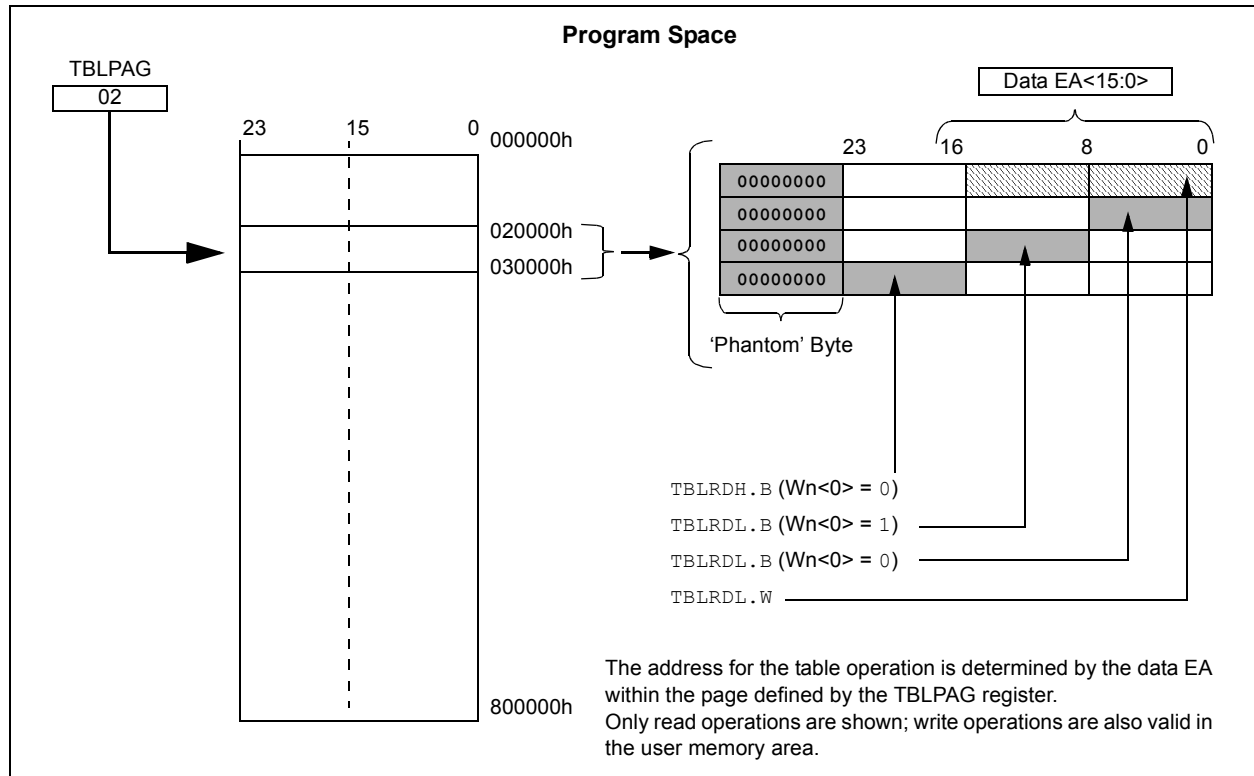 Program Space
TBLPAG
02
Data EA<15:0>
23 15 0
000000h
23 16 8 0
00000000
00000000
00000000
00000000
020000h
030000h
‘Phantom’ Byte
TBLRDH.B (Wn<0> = 0)
TBLRDL.B (Wn<0> = 1)
TBLRDL.B (Wn<0> = 0)
TBLRDL.W
800000h
The address for the table operation is determined by the data EA
within the page defined by the TBLPAG register.
Only read operations are shown; write operations are also valid in
the user memory area.